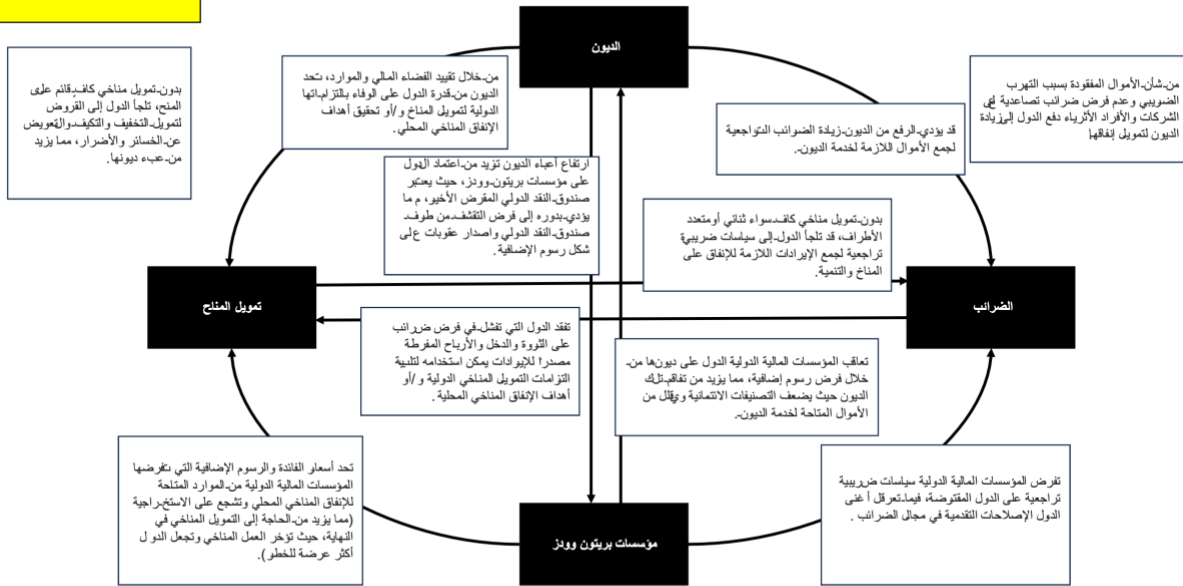 الديون
من شأن الأموال المفقودة بسبب التهرب
الضريبي وعدم فرض ضرائب تصاعدية على
الشركات والأفراد الأثرياء دفع الدول إلى زيادة
الديون لتمويل إنفاقها
قد يؤدي الرفع من الديون زيادة الضرائب التراجعية
لجمع الأموال اللازمة لخدمة الديون.
من خلال تقييد الفضاء المالي والموارد، تحد
الديون من قدرة الدول على الوفاء بالتزاماتها
الدولية لتمويل المناخ و/أو تحقيق أهداف
الإنفاق المناخي المحلي.
بدون تمويل مناخي كاف قائم على
المنح، تلجأ الدول إلى القروض
لتمويل التخفيف والتكيف والتعويض
عن الخسائر والأضرار، مما يزيد
من عبء ديونها.
ارتفاع أعباء الديون تزيد من اعتماد الدول
على مؤسسات بريتون وودز، حيث يعتبر
صندوق النقد الدولي المقرض الأخير، م ما
يؤدي بدوره إلى فرض التقشف من طرف
صندوق النقد الدولي واصدار عقوبات على
شكل رسوم الإضافية.
بدون تمويل مناخي كاف سواء ثنائي أومتعدد
الأطراف، قد تلجأ الدول إلى سياسات ضريبية
تراجعية لجمع الإيرادات اللازمة للإنفاق على
المناخ والتنمية.
الضرائب
تمويل المناخ
تفقد الدول التي تفشل في فرض ضرائب
على الثروة والدخل والأرباح المفرطة
مصدرا للإيرادات يمكن استخدامه لتلبية
التزامات التمويل المناخي الدولية و/أو
أهداف الإنفاق المناخي المحلية.
تعاقب المؤسسات المالية الدولية الدول على ديونها من
خلال فرض رسوم إضافية، مما يزيد من تفاقم تلك
الديون حيث يضعف التصنيفات الائتمانية ويقلل من
الأموال المتاحة لخدمة الديون.
تفرض المؤسسات المالية الدولية سياسات ضريبية
تراجعية على الدول المقترضة، فيما تعرقل أ غنى
الدول الإصلاحات التقدمية في مجال الضرائب .
تحد أسعار الفائدة والرسوم الإضافية التي تفرضها
المؤسسات المالية الدولية من الموارد المتاحة
للإنفاق المناخي المحلي وتشجع على الاستخراجية
(مما يزيد من الحاجة إلى التمويل المناخي في
النهاية، حيث تؤخر العمل المناخي وتجعل الدول
أكثر عرضة للخطر).
مؤسسات بريتون وودز